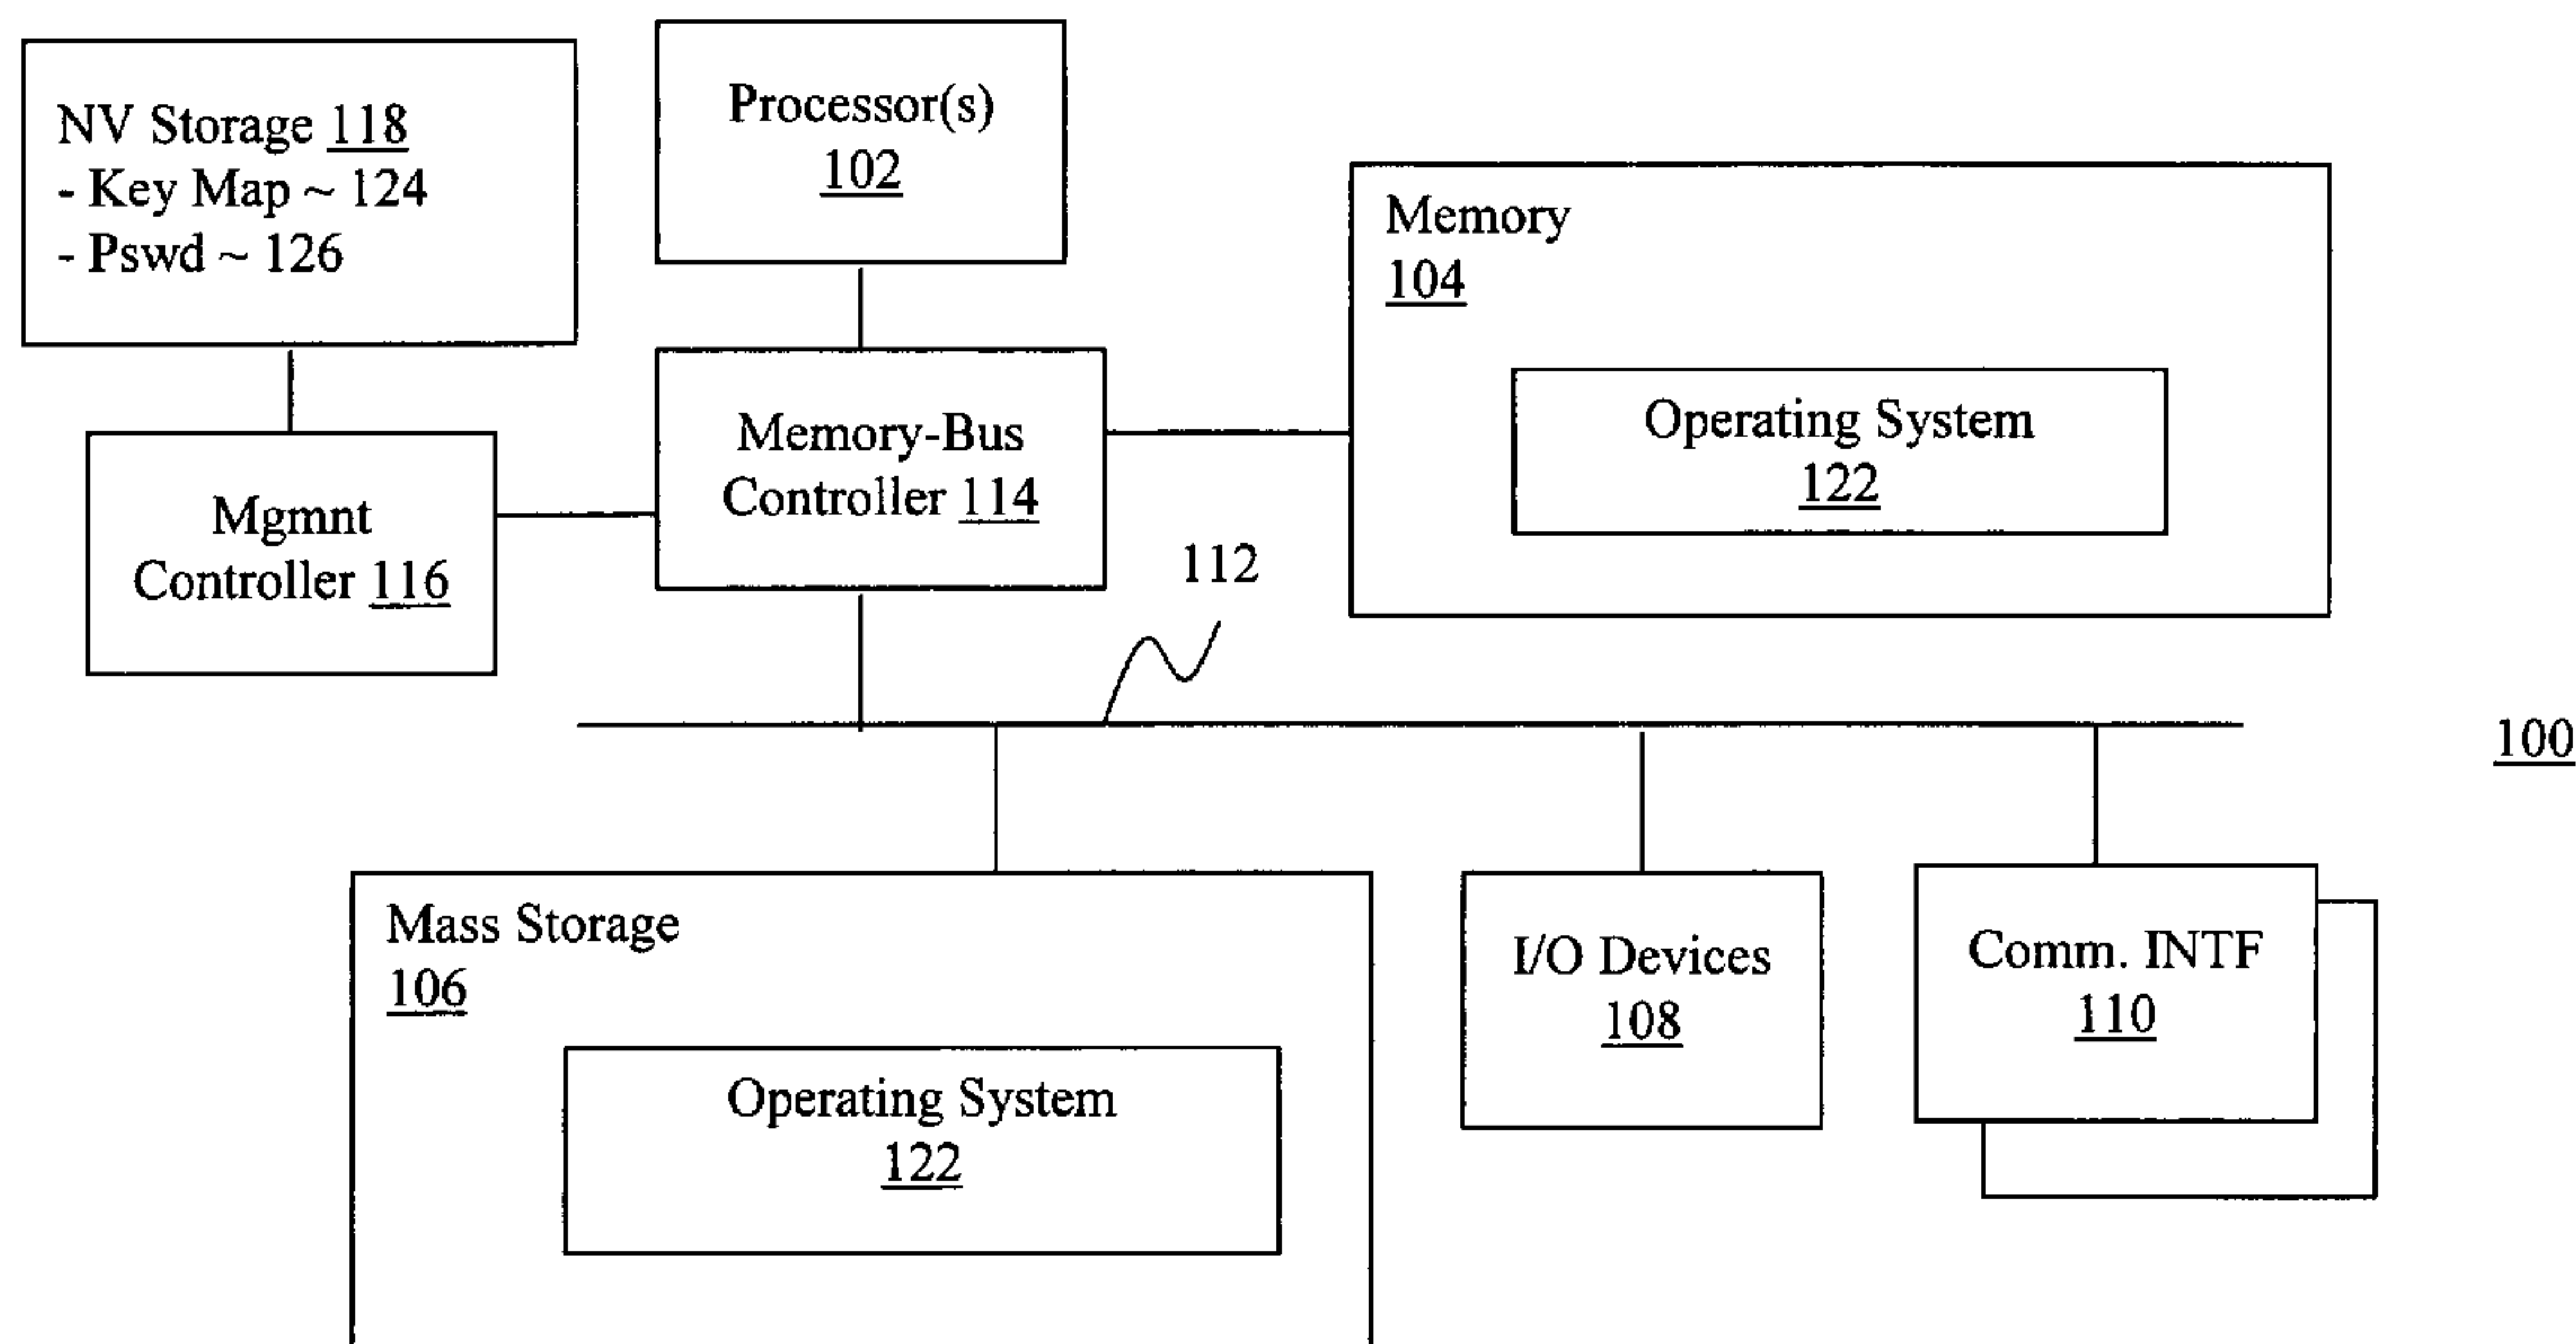 NV Storage 118
- Key Map ~ 124
- Pswd ~ 126
Processor(s)
102
Memory
104
Operating System
122
Memory-Bus
Controller 114
Mgmnt
Controller 116
112
100
Mass Storage
106
Operating System
122
I/O Devices
108
Comm. INTF
110